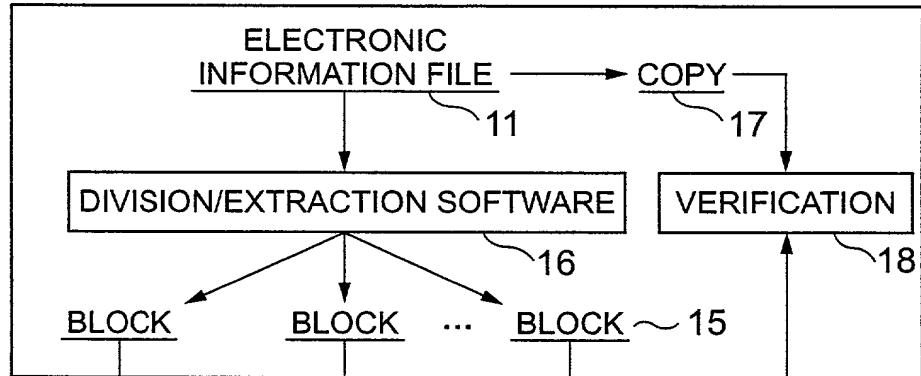 ELECTRONIC
INFORMATION FILE
COPY
11
17
DIVISION/EXTRACTION SOFTWARE
VERIFICATION
16
18
BLOCK
BLOCK
...
BLOCK
15